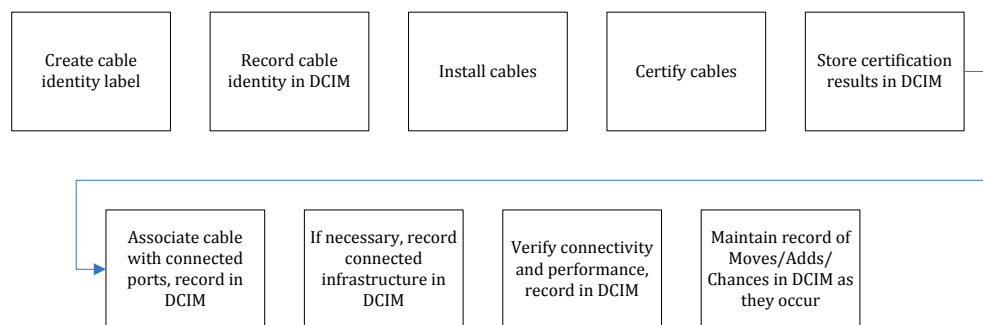 Create cable
identity label
Record cable
identity in DCIM
Install cables
Certify cables
Store certification
results in DCIM
Associate cable
with connected
ports, record in
DCIM
If necessary, record
connected
infrastructure in
DCIM
Verify connectivity
and performance,
record in DCIM
Maintain record of
Moves/Adds/
Chances in DCIM as
they occur